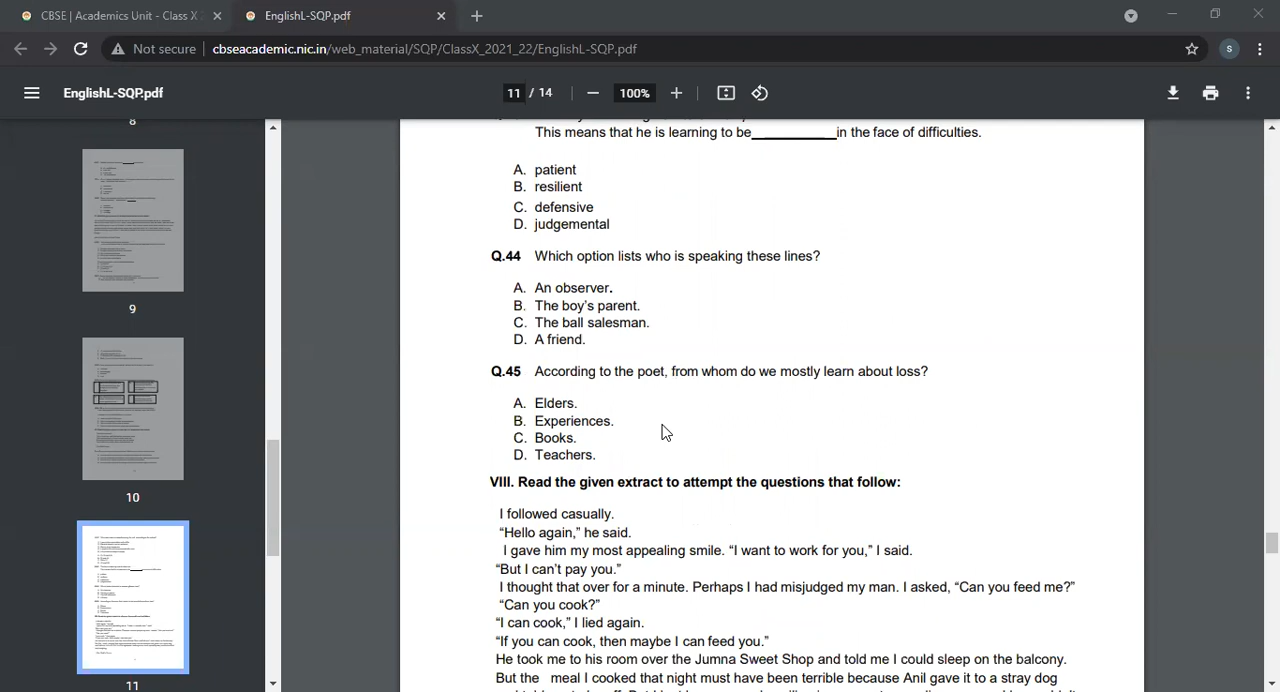 CBSE | Academics Unit - Class X
EnglishL-SQP.pdf
Not secure
cbseacademic.nic.in/web_material/SQP/ClassX_2021_22/EnglishL-SQP.pdf
S
EnglishL-SQP.pdf
11 / 14
100%
8
9
10
11
This means that he is learning to be__________in the face of difficulties.
A. patient
B. resilient
C. defensive
D. judgemental
Q.44 Which option lists who is speaking these lines?
A. An observer.
B. The boy's parent.
C. The ball salesman.
D. A friend.
Q.45 According to the poet, from whom do we mostly learn about loss?
A. Elders.
B. Experiences.
C. Books.
D. Teachers.
VIII. Read the given extract to attempt the questions that follow:
I followed casually.
“Hello again,” he said.
I gave him my most appealing smile. “I want to work for you,” I said.
“But I can't pay you.”
I thought that over for a minute. Perhaps I had misjudged my man. I asked, “Can you feed me?”
“Can you cook?”
“I can cook,” I lied again.
“If you can cook, then maybe I can feed you.”
He took me to his room over the Jumna Sweet Shop and told me I could sleep on the balcony.
But the meal I cooked that night must have been terrible because Anil gave it to a stray dog